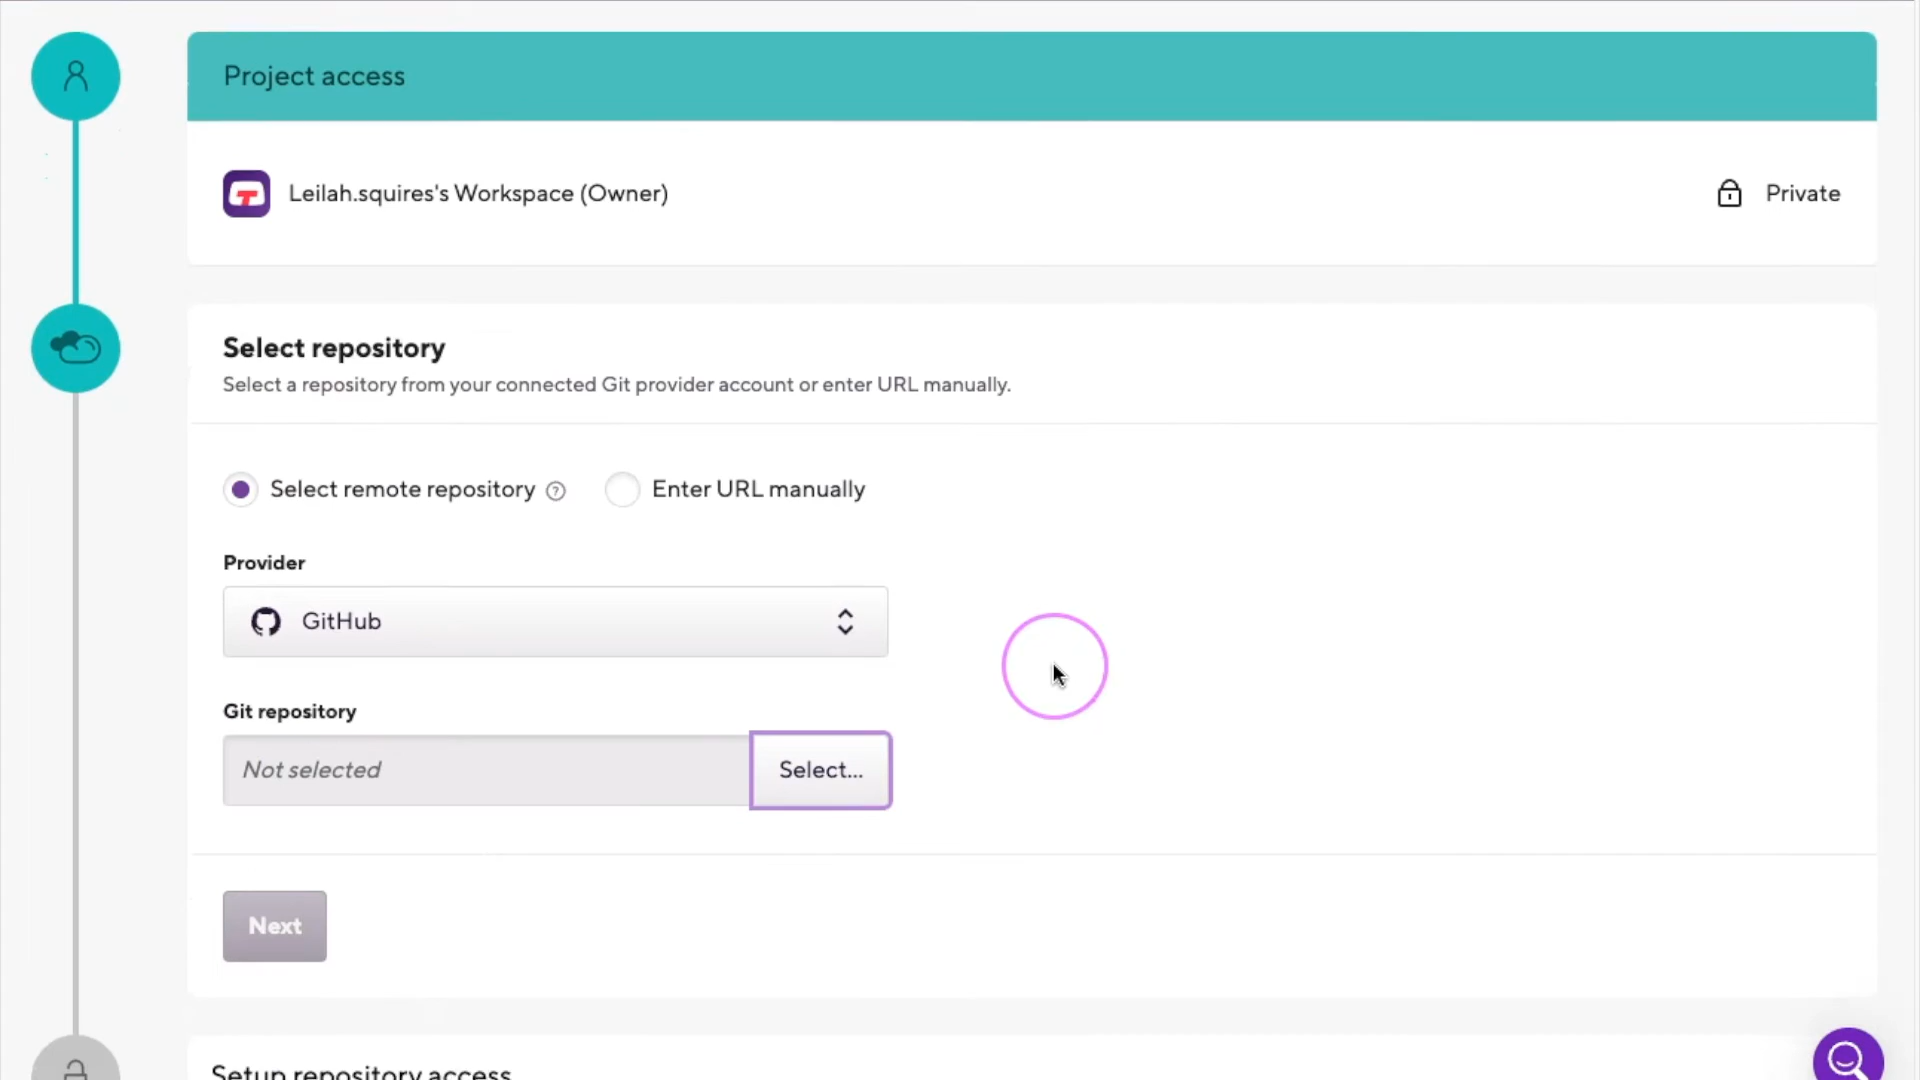 Project access
Leilah.squires's Workspace (Owner)
Private
Select repository
Select a repository from your connected Git provider account or enter URL manually.
Select remote repository ?
Enter URL manually
Provider
GitHub
Git repository
Not selected
Select...
Next
Setup repository access